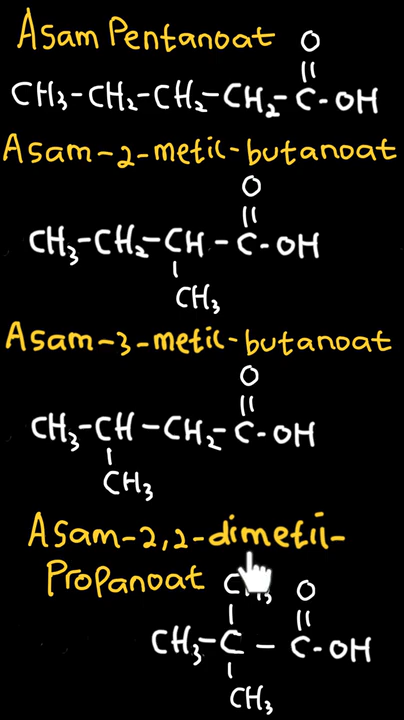 Asam Pentanoat
O
||
CH₃-CH₂-CH₂-CH₂-C-OH
Asam-2-metil-butanoat
O
||
CH₃-CH₂-CH-C-OH
|
CH₃
Asam-3-metil-butanoat
O
||
CH₃-CH-CH₂-C-OH
|
CH₃
Asam-2,2-dimetil-
Propanoat
CH₃ O
| ||
CH₃-C-C-OH
|
CH₃